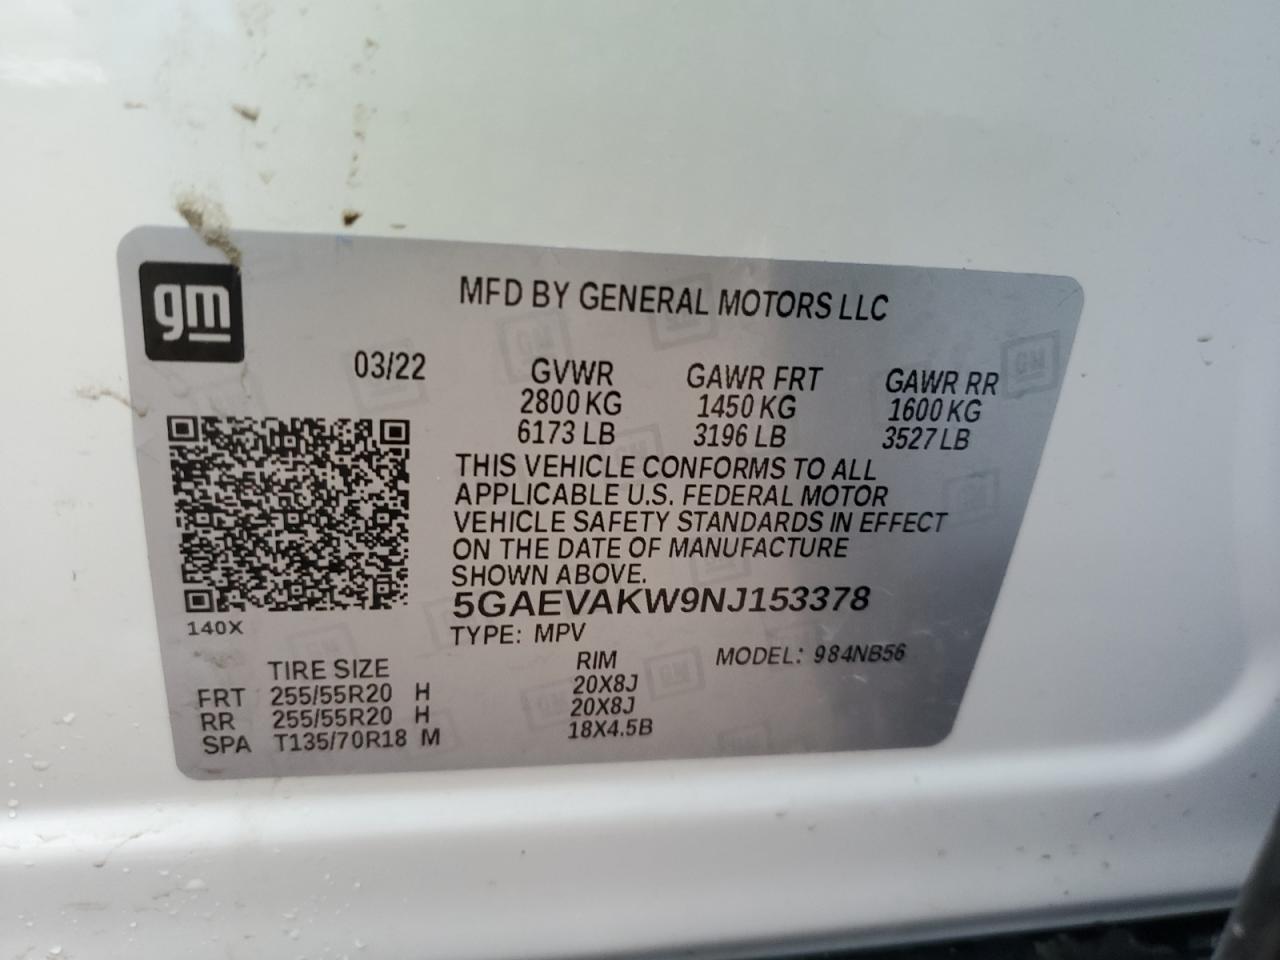 gm
MFD BY GENERAL MOTORS LLC
03/22 GVWR GAWR FRT GAWR RR
2800 KG 1450 KG 1600 KG
6173 LB 3196 LB 3527 LB
THIS VEHICLE CONFORMS TO ALL
APPLICABLE U.S. FEDERAL MOTOR
VEHICLE SAFETY STANDARDS IN EFFECT
ON THE DATE OF MANUFACTURE
SHOWN ABOVE.
5GAEVAKW9NJ153378
140X
TYPE: MPV
MODEL: 984NB56
TIRE SIZE RIM
FRT 255/55R20 H 20X8J
RR 255/55R20 H 20X8J
SPA T135/70R18 M 18X4.5B